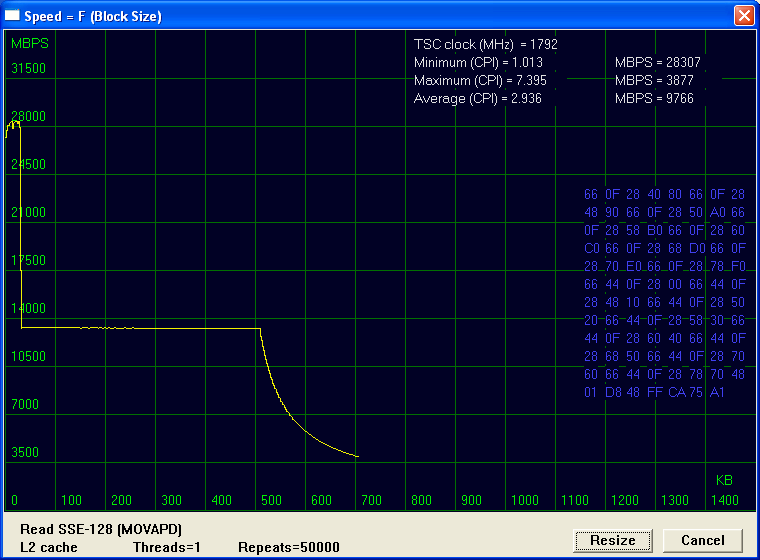 Speed = F (Block Size)
MBPS
TSC clock (MHz) = 1792
Minimum (CPI) = 1.013 MBPS = 28307
Maximum (CPI) = 7.395 MBPS = 3877
Average (CPI) = 2.936 MBPS = 9766
31500
28000
24500
21000
17500
14000
10500
7000
3500
66 0F 28 40 80 66 0F 28
48 90 66 0F 28 50 A0 66
0F 28 58 B0 66 0F 28 60
C0 66 0F 28 68 D0 66 0F
28 70 E0 66 0F 28 78 F0
66 44 0F 28 00 66 44 0F
28 48 10 66 44 0F 28 50
20 66 44 0F 28 58 30 66
44 0F 28 60 40 66 44 0F
28 68 50 66 44 0F 28 70
60 66 44 0F 28 78 70 48
01 D8 48 FF CA 75 A1
KB
0 100 200 300 400 500 600 700 800 900 1000 1100 1200 1300 1400
Read SSE-128 (MOVAPD)
L2 cache Threads=1 Repeats=50000
Resize Cancel